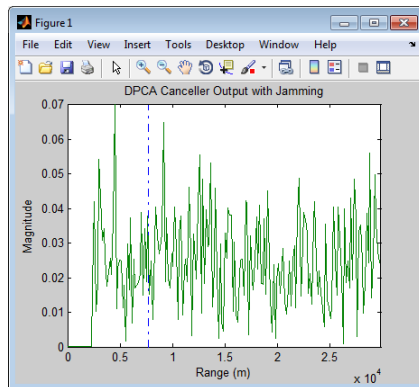 Figure 1
File Edit View Insert Tools Desktop Window Help
DPCA Canceller Output with Jamming
0.07
0.06
0.05
0.04
0.03
0.02
0.01
0
Magnitude
0 0.5 1 1.5 2 2.5
x 10⁴
Range (m)